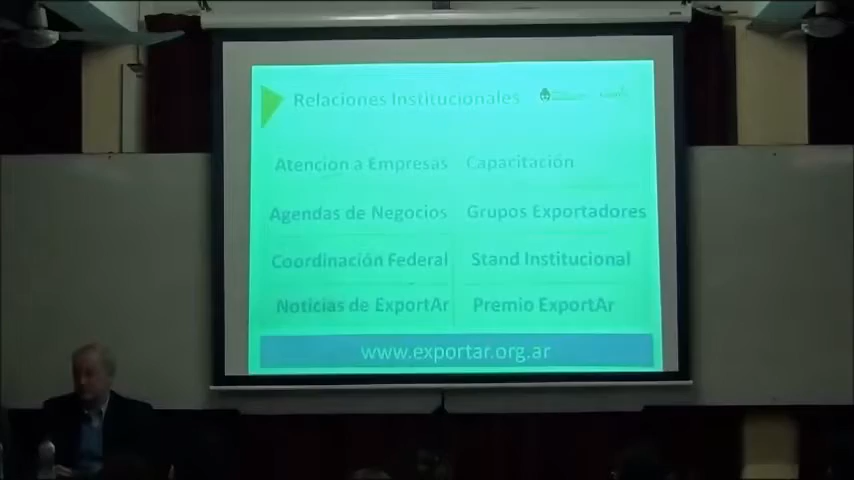 Relaciones Institucionales
Atencion a Empresas Capacitación
Agendas de Negocios Grupos Exportadores
Coordinación Federal Stand Institucional
Noticias de ExportAr Premio ExportAr
www.exportar.org.ar